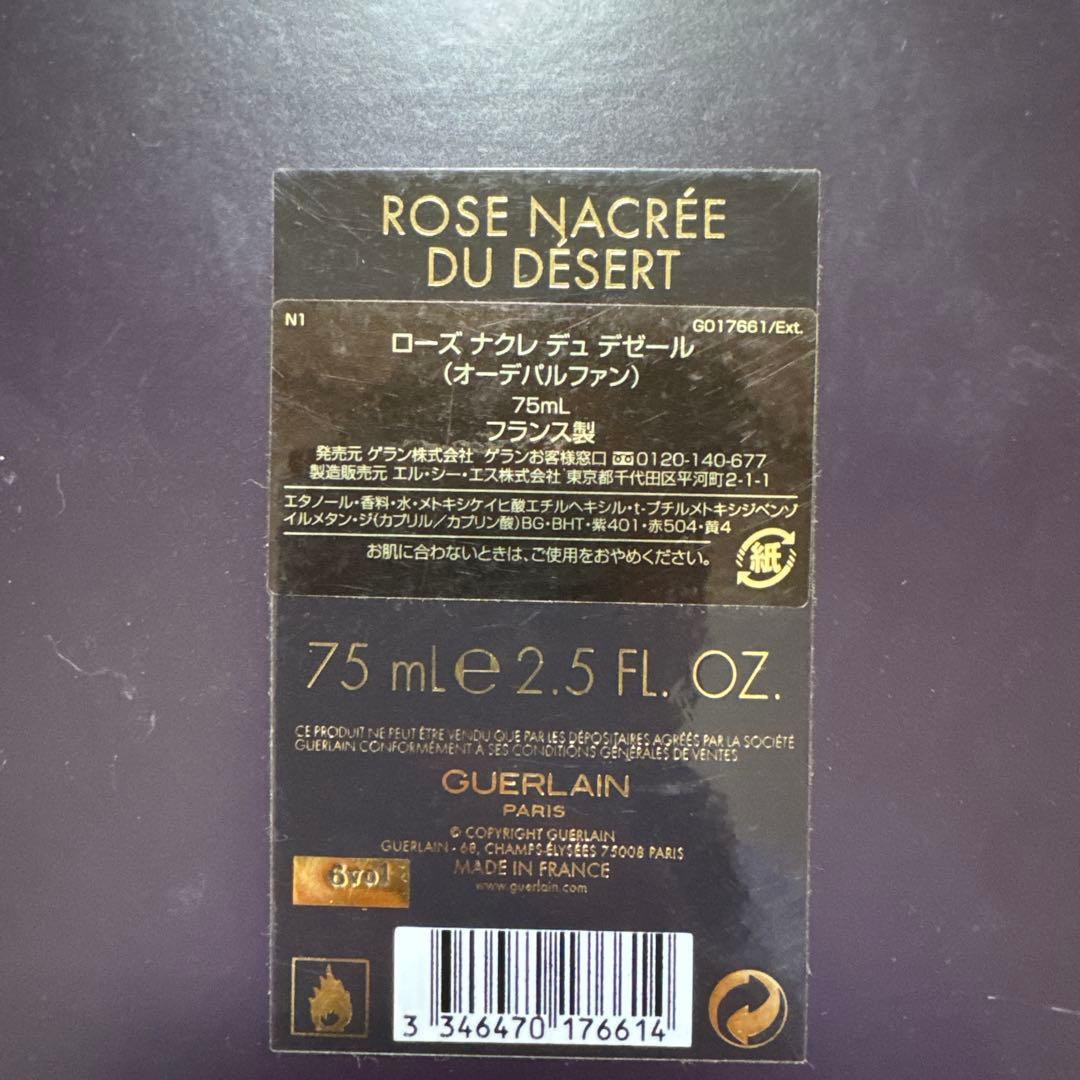 ROSE NACRÉE
DU DÉSERT
N1
G017661/Ext.
ローズ ナクレ デュ デゼール
(オーデパルファン)
75mL
フランス製
発売元 ゲラン株式会社 ゲランお客様窓口 0120-140-677
製造販売元 エル・シー・エス株式会社 東京都千代田区平河町2-1-1
エタノール・香料・水・メトキシケイヒ酸エチルヘキシル・t-ブチルメトキシジベンゾ
イルメタン・ジ(カプリル/カプリン酸)BG・BHT・紫401・赤504・黄4
お肌に合わないときは、ご使用をおやめください。
紙
75 mL e 2.5 FL. OZ.
CE PRODUIT NE PEUT ÊTRE VENDU QUE PAR LES DÉPOSITAIRES AGRÉÉS PAR LA SOCIÉTÉ
GUERLAIN CONFORMÉMENT À SES CONDITIONS GÉNÉRALES DE VENTES
GUERLAIN
PARIS
© COPYRIGHT GUERLAIN
GUERLAIN - 68, CHAMPS-ÉLYSÉES 75008 PARIS
MADE IN FRANCE
www.guerlain.com
3 346470 176614